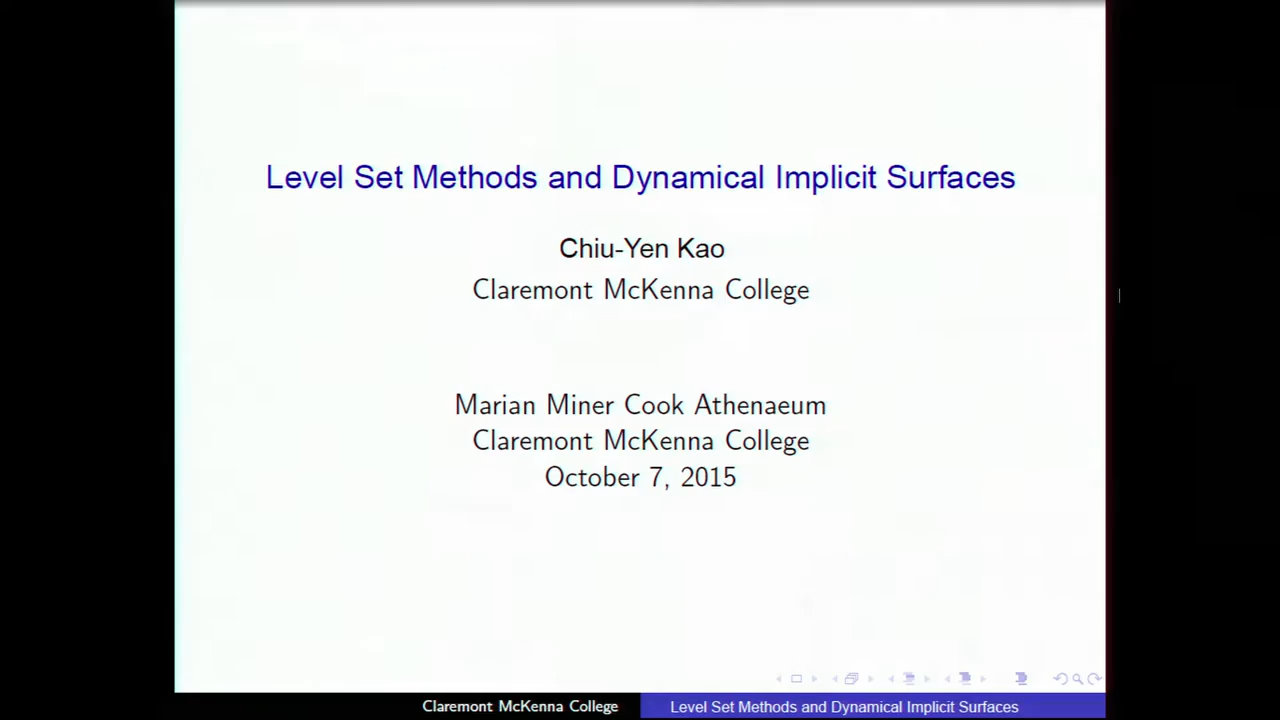 Level Set Methods and Dynamical Implicit Surfaces
Chiu-Yen Kao
Claremont McKenna College
Marian Miner Cook Athenaeum
Claremont McKenna College
October 7, 2015
Claremont McKenna College
Level Set Methods and Dynamical Implicit Surfaces